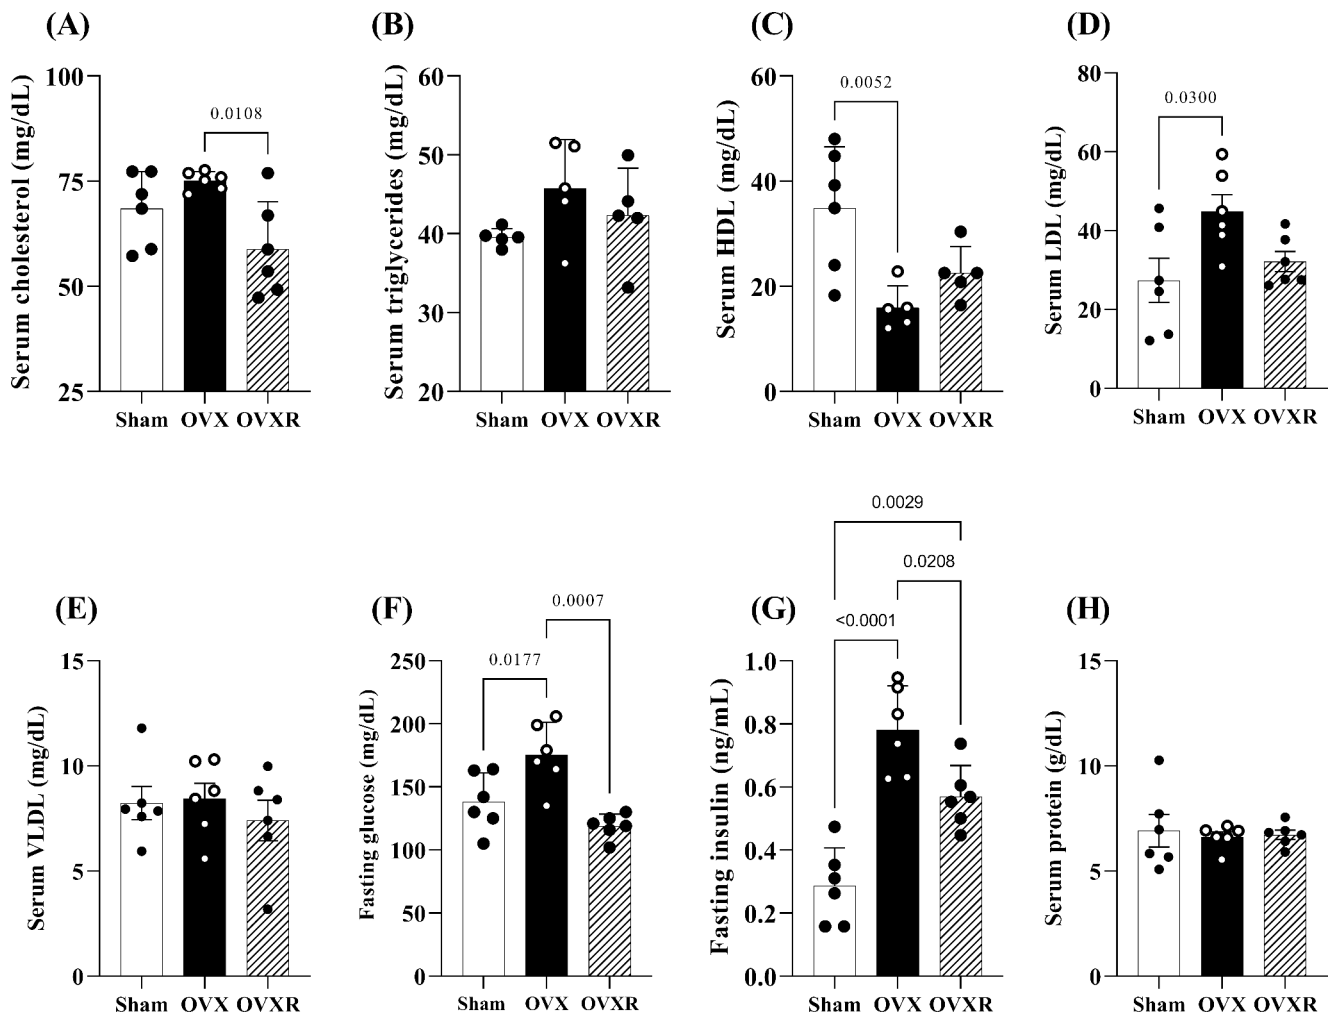 (A)
Serum cholesterol (mg/dL)
100
75
50
25
0.0108
Sham OVX OVXR
(B)
Serum triglycerides (mg/dL)
60
50
40
30
20
Sham OVX OVXR
(C)
Serum HDL (mg/dL)
60
40
20
0
0.0052
Sham OVX OVXR
(D)
Serum LDL (mg/dL)
80
60
40
20
0
0.0300
Sham OVX OVXR
(E)
Serum VLDL (mg/dL)
15
10
5
0
Sham OVX OVXR
(F)
Fasting glucose (mg/dL)
250
200
150
100
50
0
0.0007
0.0177
Sham OVX OVXR
(G)
Fasting insulin (ng/mL)
1.0
0.8
0.6
0.4
0.2
0.0
0.0029
0.0208
<0.0001
Sham OVX OVXR
(H)
Serum protein (g/dL)
15
10
5
0
Sham OVX OVXR